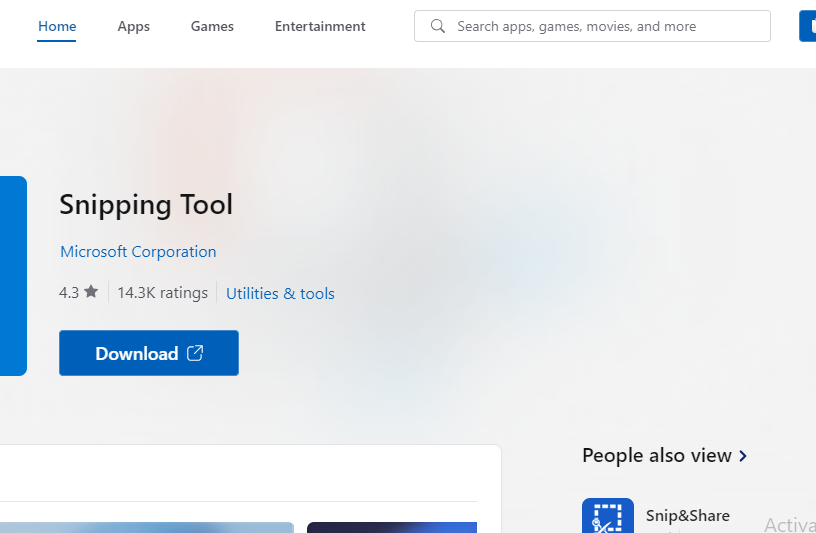 Home Apps Games Entertainment Search apps, games, movies, and more
Snipping Tool
Microsoft Corporation
4.3 14.3K ratings Utilities & tools
Download
People also view
Snip&Share
Activa